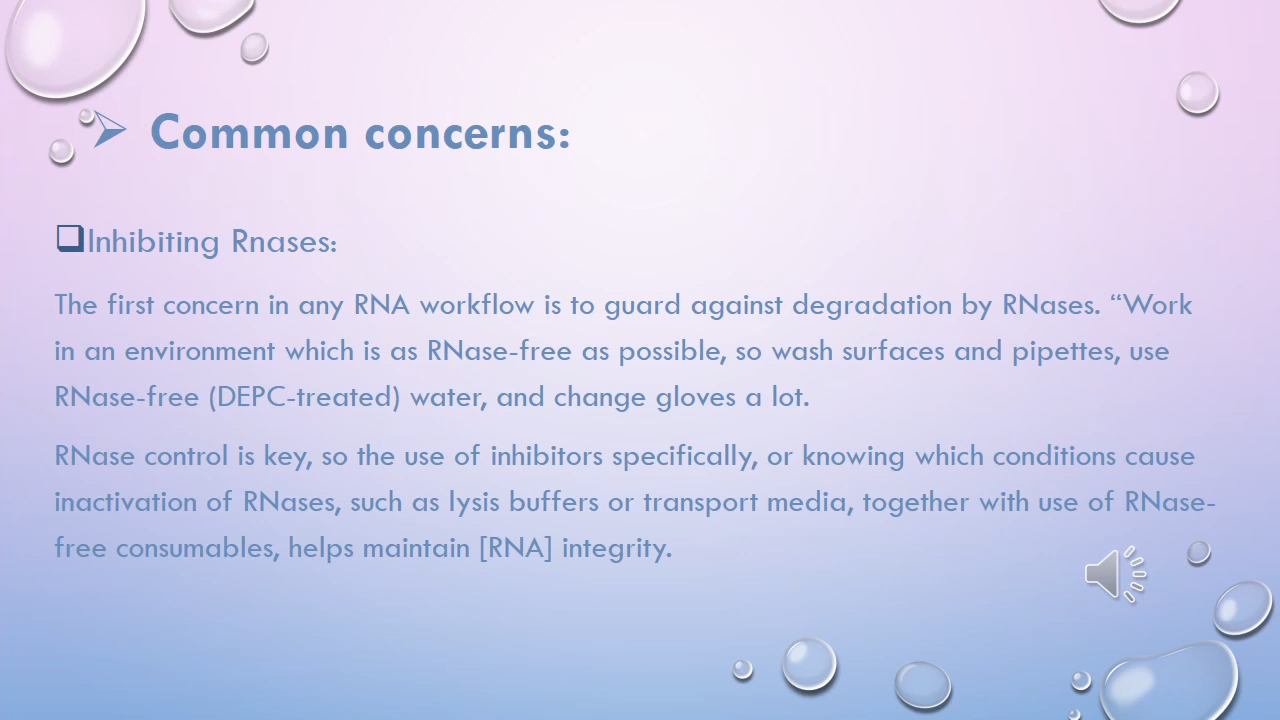 Common concerns:
Inhibiting Rnases:
The first concern in any RNA workflow is to guard against degradation by RNases. “Work
in an environment which is as RNase-free as possible, so wash surfaces and pipettes, use
RNase-free (DEPC-treated) water, and change gloves a lot.
RNase control is key, so the use of inhibitors specifically, or knowing which conditions cause
inactivation of RNases, such as lysis buffers or transport media, together with use of RNase-
free consumables, helps maintain [RNA] integrity.